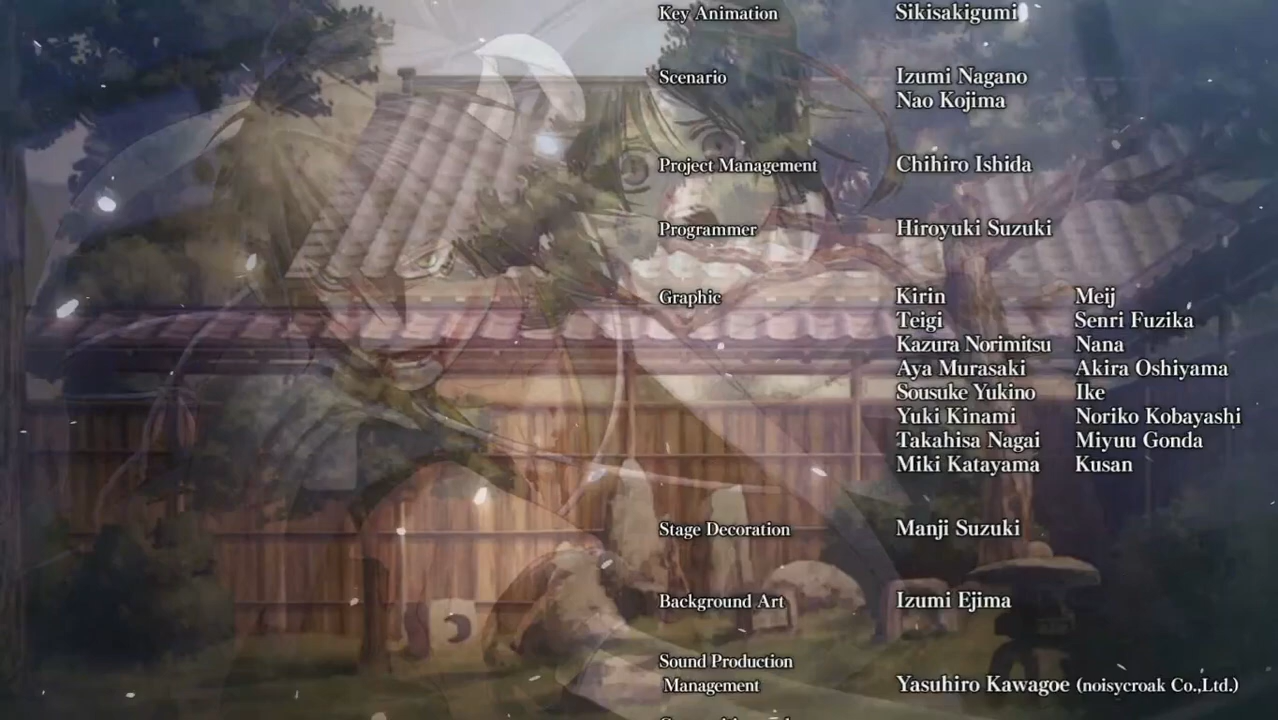 Key Animation Sikisakigumi
Scenario Izumi Nagano
Nao Kojima
Project Management Chihiro Ishida
Programmer Hiroyuki Suzuki
Graphic Kirin Meij
Teigi Senri Fuzika
Kazura Norimitsu Nana
Aya Murasaki Akira Oshiyama
Sousuke Yukino Ike
Yuki Kinami Noriko Kobayashi
Takahisa Nagai Miyuu Gonda
Miki Katayama Kusan
Stage Decoration Manji Suzuki
Background Art Izumi Ejima
Sound Production
Management Yasuhiro Kawagoe (noisycroak Co.,Ltd.)